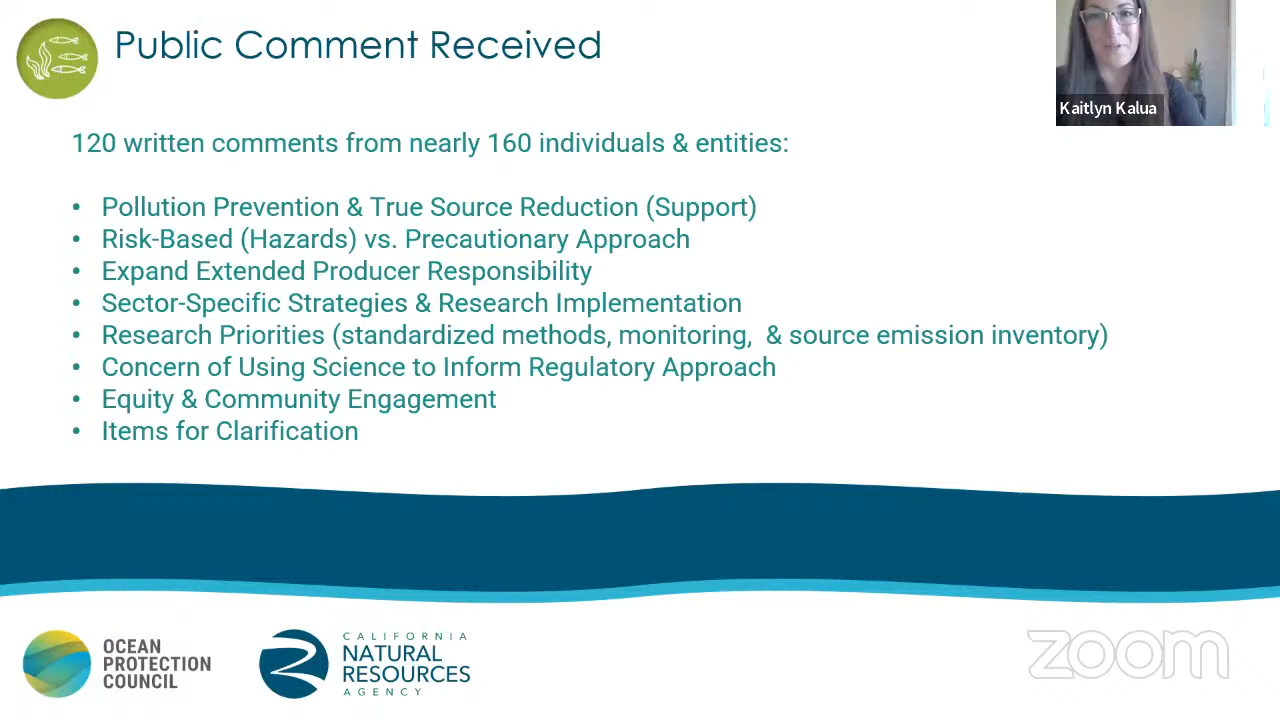 Public Comment Received
Kaitlyn Kalua
120 written comments from nearly 160 individuals & entities:
• Pollution Prevention & True Source Reduction (Support)
• Risk-Based (Hazards) vs. Precautionary Approach
• Expand Extended Producer Responsibility
• Sector-Specific Strategies & Research Implementation
• Research Priorities (standardized methods, monitoring,  & source emission inventory)
• Concern of Using Science to Inform Regulatory Approach
• Equity & Community Engagement
• Items for Clarification
OCEAN
PROTECTION
COUNCIL
CALIFORNIA
NATURAL
RESOURCES
AGENCY
zoom